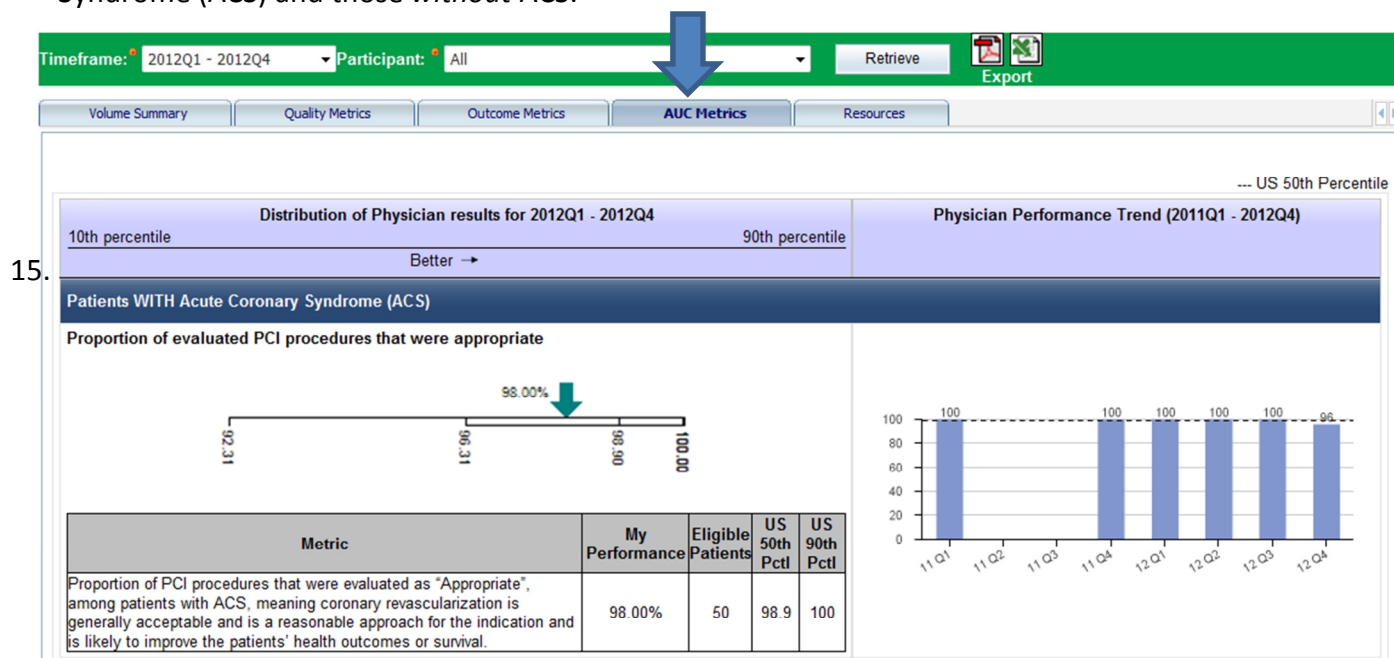 Syndrome (ACS) and those without ACS.
Timeframe:* 2012Q1 - 2012Q4 Participant: * All Retrieve Export
Volume Summary Quality Metrics Outcome Metrics AUC Metrics Resources
--- US 50th Percentile
Distribution of Physician results for 2012Q1 - 2012Q4
10th percentile 90th percentile
Better →
Physician Performance Trend (2011Q1 - 2012Q4)
15.
Patients WITH Acute Coronary Syndrome (ACS)
Proportion of evaluated PCI procedures that were appropriate
98.00%
92.31 96.31 98.90 100.00
Metric My Performance Eligible Patients US 50th Pctl US 90th Pctl
Proportion of PCI procedures that were evaluated as “Appropriate”,
among patients with ACS, meaning coronary revascularization is
generally acceptable and is a reasonable approach for the indication and
is likely to improve the patients’ health outcomes or survival.
98.00% 50 98.9 100
100 100 100 100 100 96
100
80
60
40
20
0
11 Q1 11 Q2 11 Q3 11 Q4 12 Q1 12 Q2 12 Q3 12 Q4